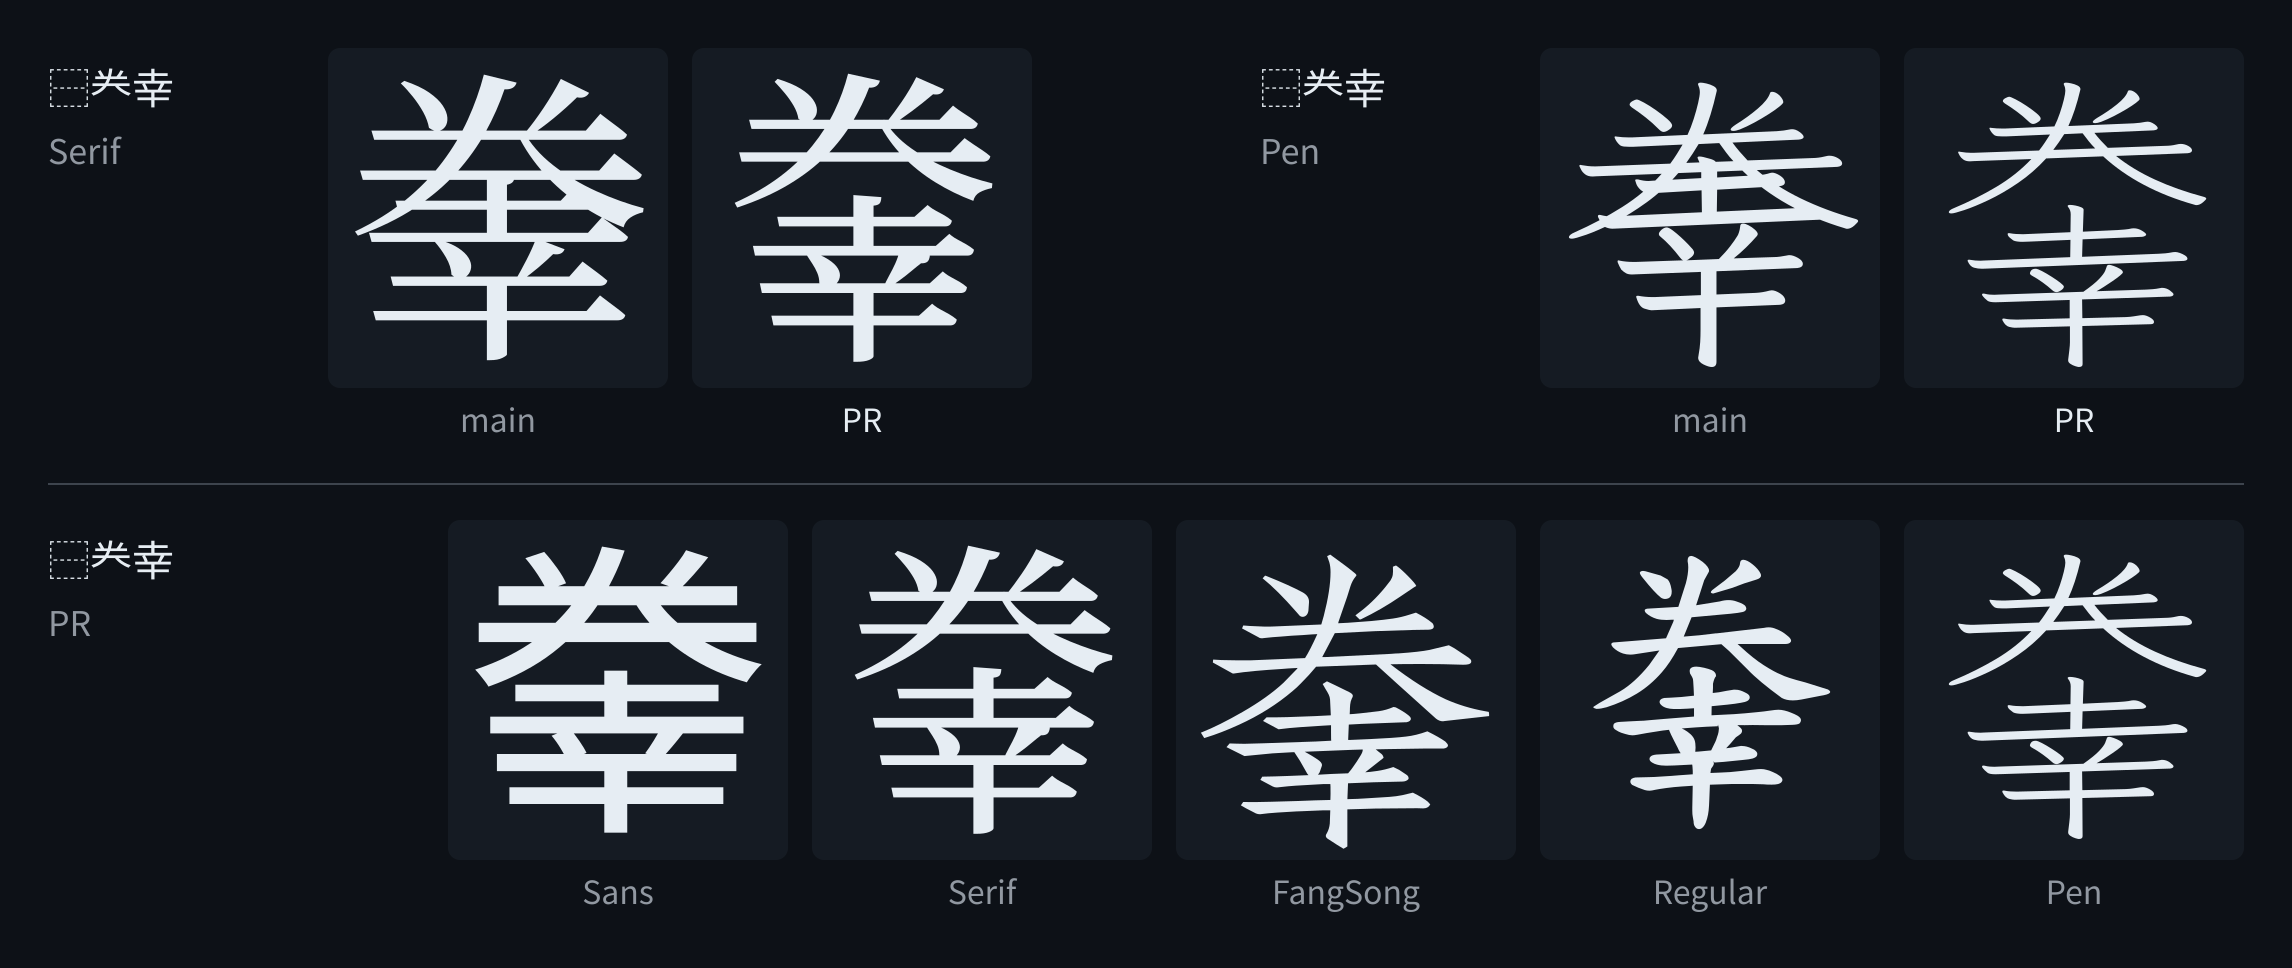 ⿱龹幸
Serif
main
PR
⿱龹幸
Pen
main
PR
⿱龹幸
PR
Sans
Serif
FangSong
Regular
Pen